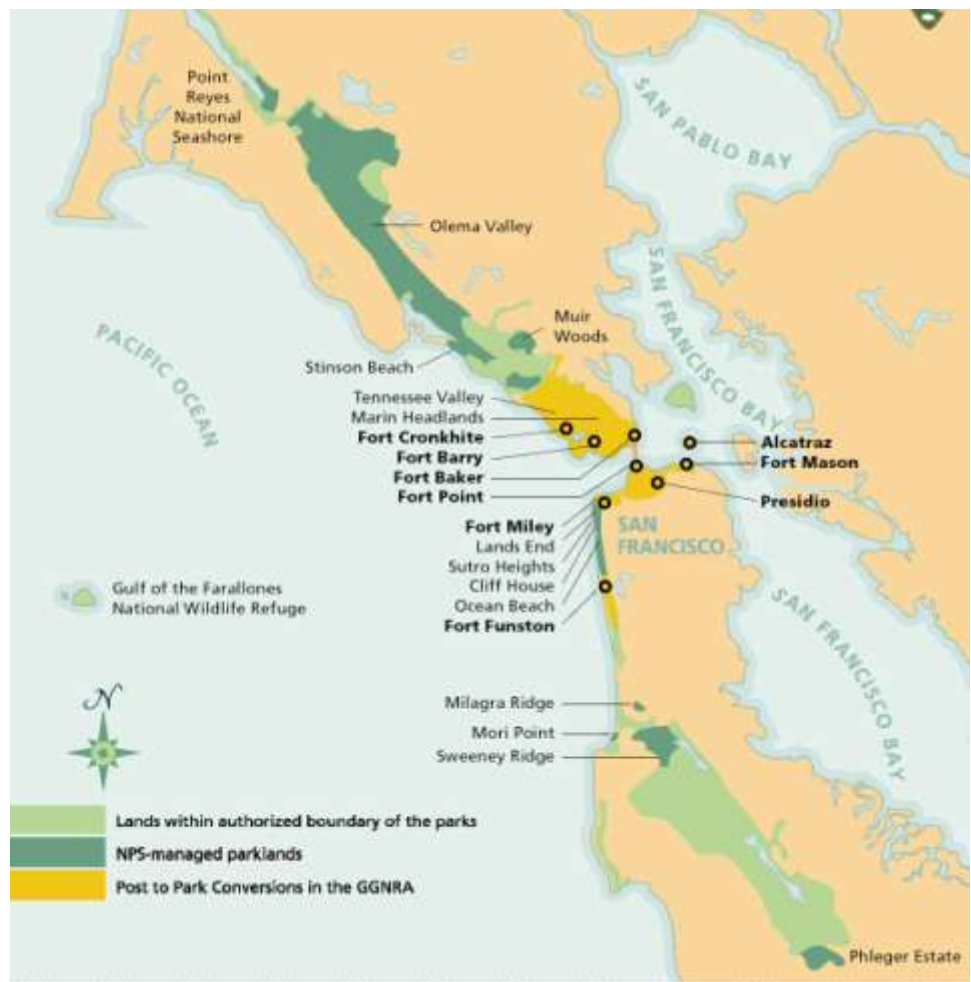 Point
Reyes
National
Seashore
SAN PABLO BAY
Olema Valley
SAN FRANCISCO BAY
Muir
Woods
PACIFIC OCEAN
Stinson Beach
Tennessee Valley
Marin Headlands
Fort Cronkhite
Fort Barry
Fort Baker
Fort Point
Alcatraz
Fort Mason
Presidio
Fort Miley
Lands End
Sutro Heights
Cliff House
Ocean Beach
Fort Funston
SAN
FRANCISCO
Gulf of the Farallones
National Wildlife Refuge
SAN FRANCISCO BAY
N
Milagra Ridge
Mori Point
Sweeney Ridge
Lands within authorized boundary of the parks
NPS-managed parklands
Post to Park Conversions in the GGNRA
Phleger Estate